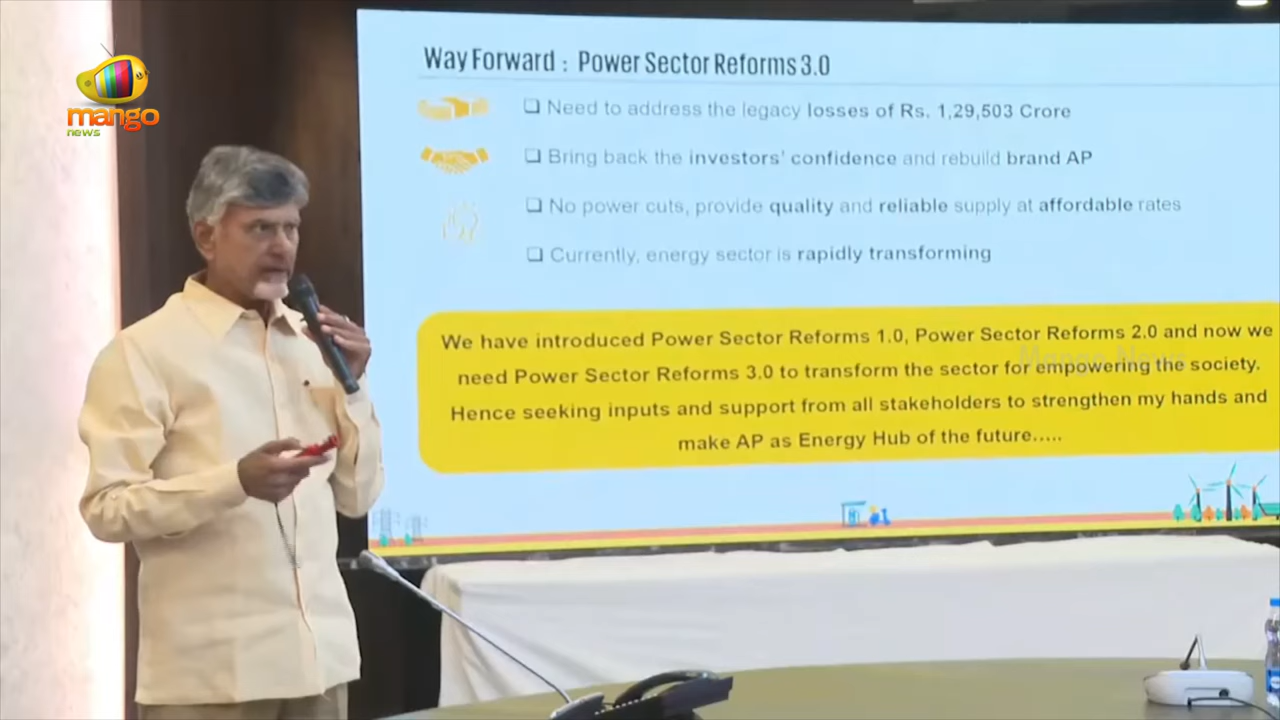 mango
news
Way Forward : Power Sector Reforms 3.0
❑ Need to address the legacy losses of Rs. 1,29,503 Crore
❑ Bring back the investors' confidence and rebuild brand AP
❑ No power cuts, provide quality and reliable supply at affordable rates
❑ Currently, energy sector is rapidly transforming
We have introduced Power Sector Reforms 1.0, Power Sector Reforms 2.0 and now we
need Power Sector Reforms 3.0 to transform the sector for empowering the society.
Hence seeking inputs and support from all stakeholders to strengthen my hands and
make AP as Energy Hub of the future.....
Mango News